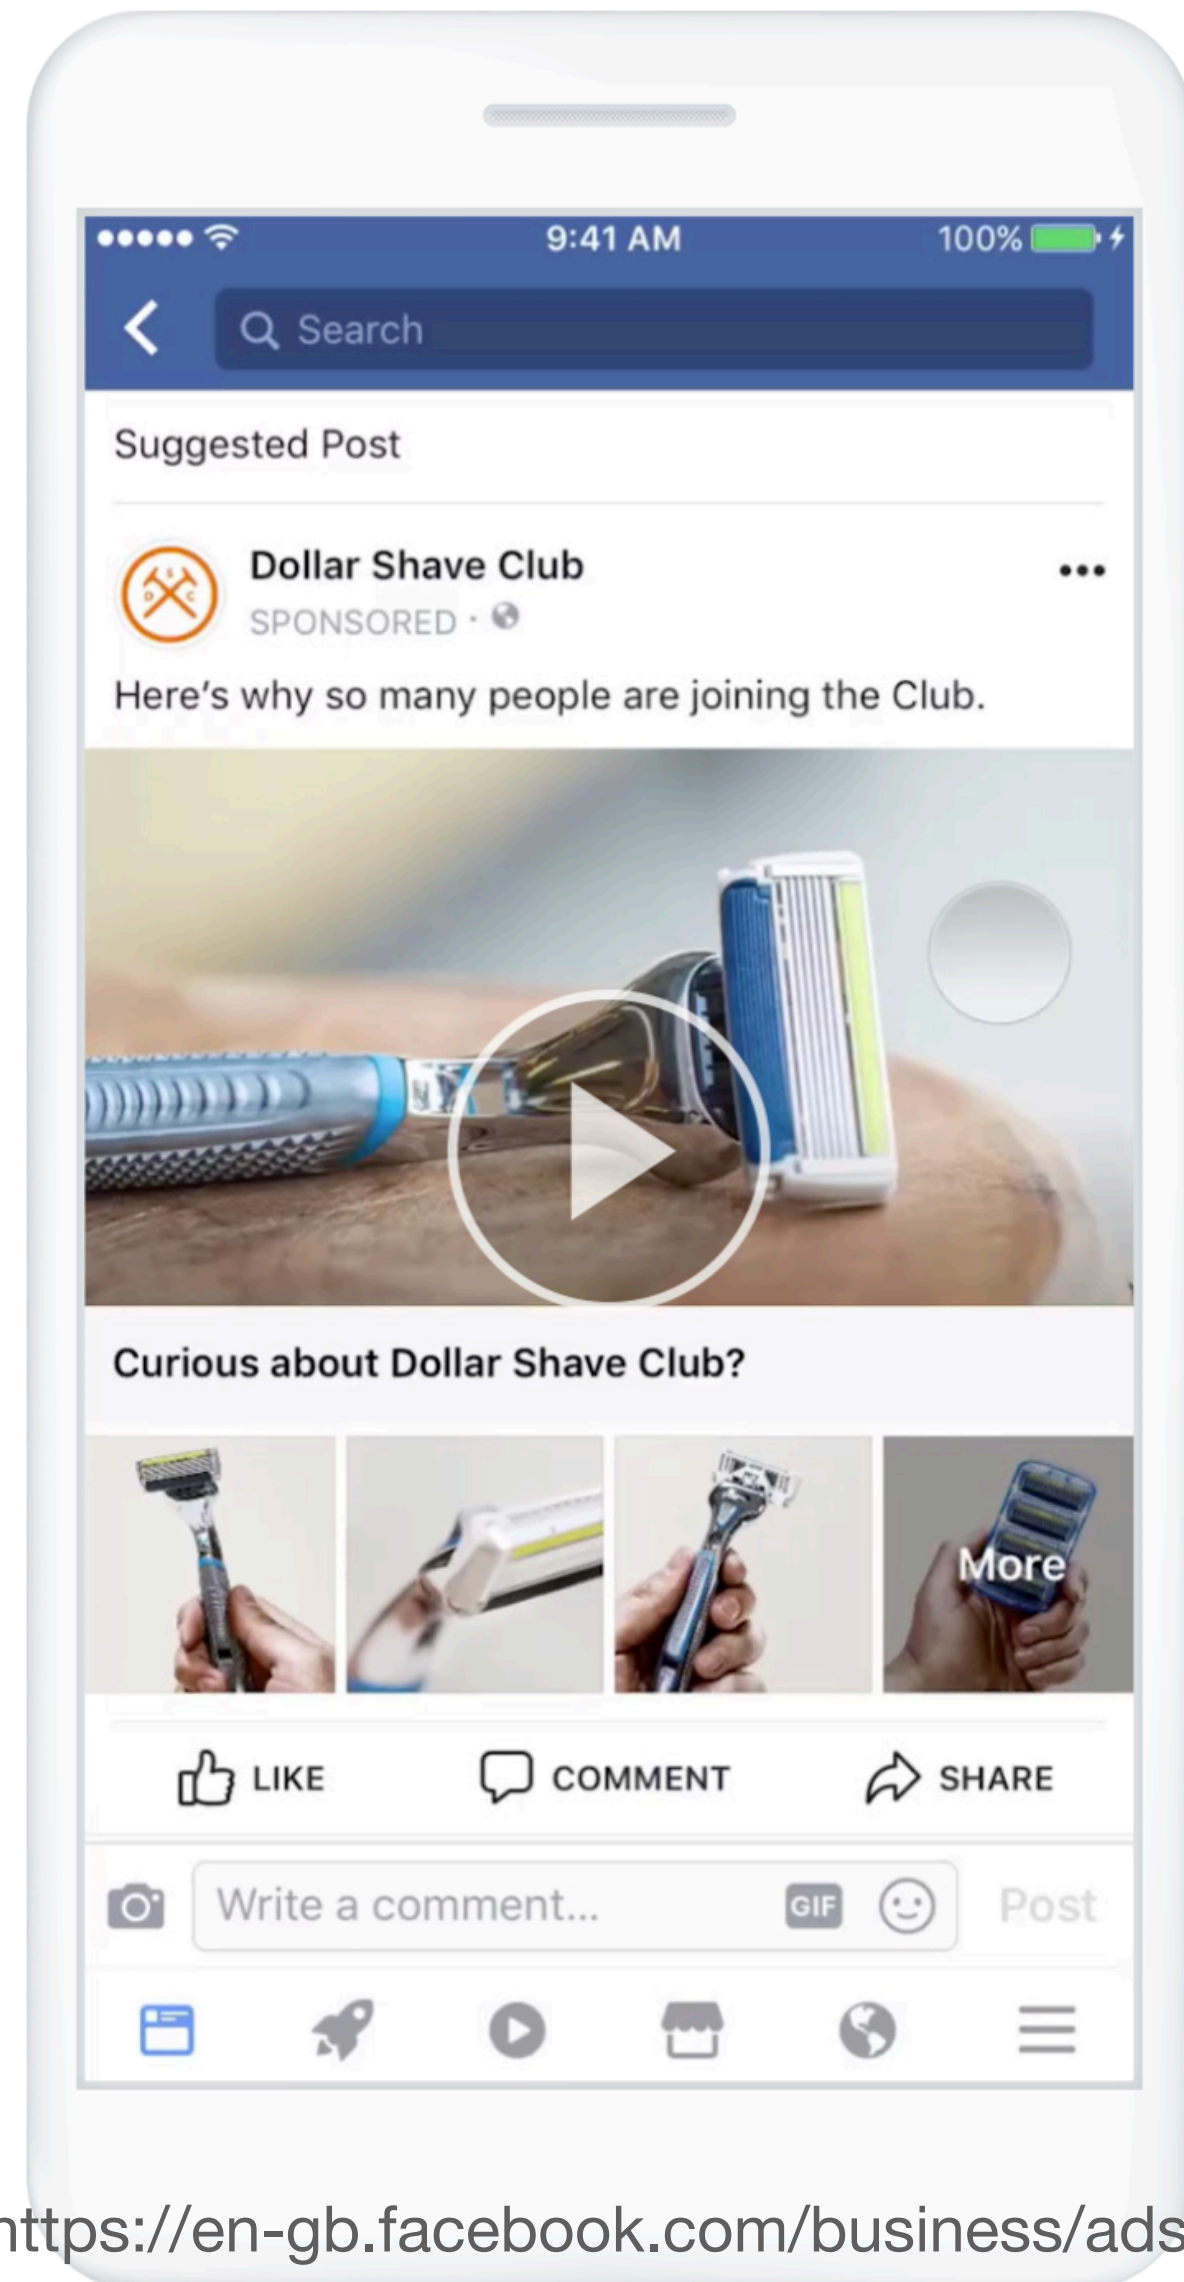 9:41 AM 100%
Search
Suggested Post
Dollar Shave Club
SPONSORED ·
Here's why so many people are joining the Club.
Curious about Dollar Shave Club?
More
LIKE COMMENT SHARE
Write a comment... GIF Post
https://en-gb.facebook.com/business/ads